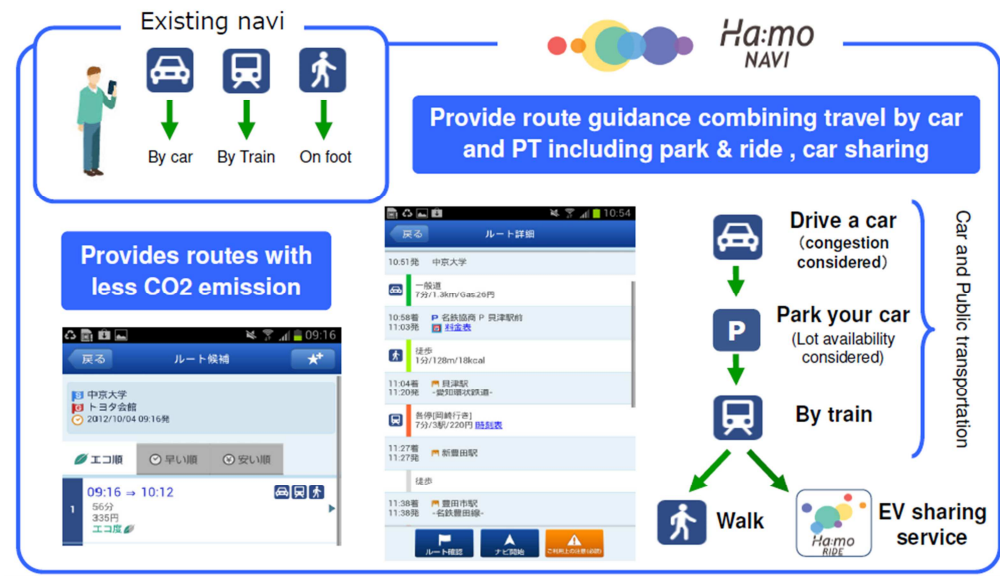 Existing navi
By car
By Train
On foot
Ha:mo
NAVI
Provide route guidance combining travel by car
and PT including park & ride , car sharing
Provides routes with
less CO2 emission
09:16
戻る
ルート候補
中京大学
トヨタ会館
2012/10/04 09:16発
エコ順
早い順
安い順
1
09:16 ⇒ 10:12
56分
335円
エコ度
10:54
戻る
ルート詳細
10:51発 中京大学
一般道
7分/1.3km/Gas26円
10:58着 P 名鉄協商 P 貝津駅前
11:03発 料金表
徒歩
1分/128m/18kcal
11:04着 貝津駅
11:20発 -愛知環状鉄道-
各停[岡崎行き]
7分/3駅/220円 時刻表
11:27着
11:27発 新豊田駅
徒歩
11:38着 豊田市駅
11:38発 -名鉄豊田線-
ルート確認
ナビ開始
Drive a car
(congestion
considered)
P
Park your car
(Lot availability
considered)
By train
Walk
Ha:mo
RIDE
EV sharing
service
Car and Public transportation